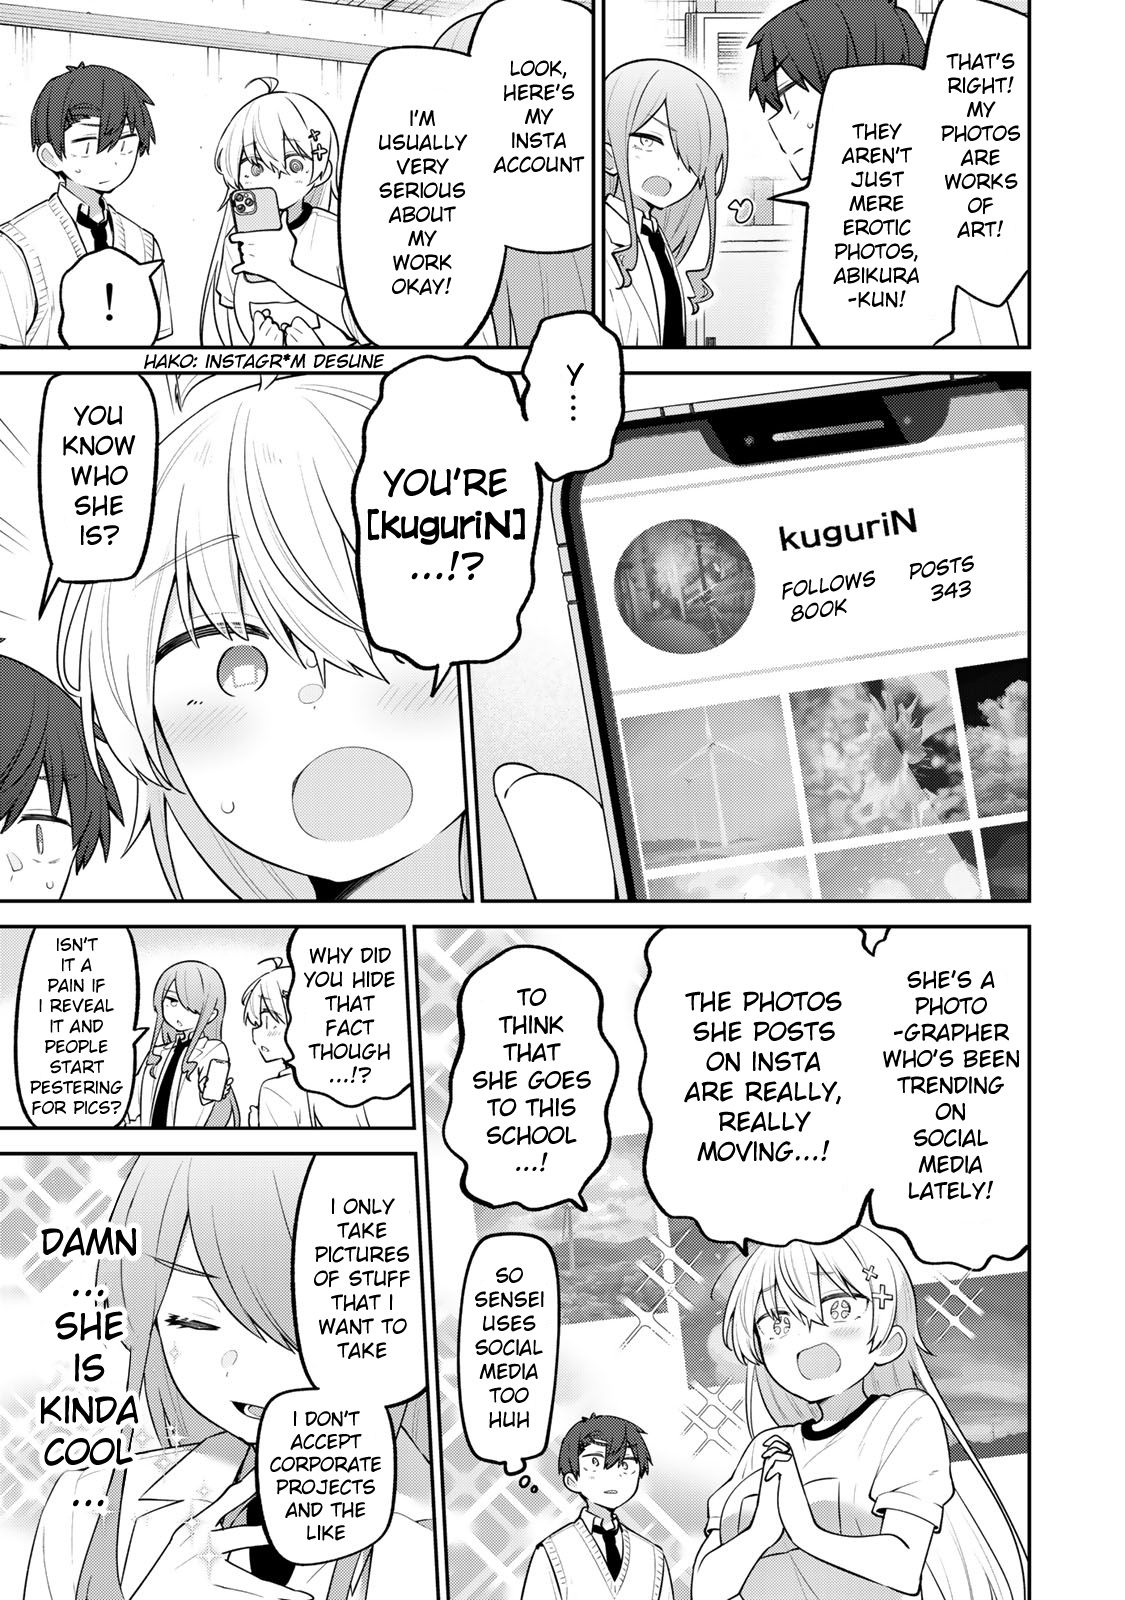 THAT'S
RIGHT!
MY
PHOTOS
ARE
WORKS
OF
ART!
THEY
AREN'T
JUST
MERE
EROTIC
PHOTOS,
ABIKURA
-KUN!
LOOK,
HERE'S
MY
INSTA
ACCOUNT
I'M
USUALLY
VERY
SERIOUS
ABOUT
MY
WORK
OKAY!
!
HAKO: INSTAGR*M DESUNE
kuguriN
FOLLOWS
800K
POSTS
343
Y
.....
YOU'RE
[kuguriN]
...!?
YOU
KNOW
WHO
SHE
IS?
SHE'S A
PHOTO
-GRAPHER
WHO'S BEEN
TRENDING
ON
SOCIAL
MEDIA
LATELY!
THE PHOTOS
SHE POSTS
ON INSTA
ARE REALLY,
REALLY
MOVING...!
TO
THINK
THAT
SHE GOES
TO THIS
SCHOOL
...!
SO
SENSEI
USES
SOCIAL
MEDIA
TOO
HUH
WHY DID
YOU HIDE
THAT
FACT
THOUGH
...!?
ISN'T
IT A
PAIN IF
I REVEAL
IT AND
PEOPLE
START
PESTERING
FOR PICS?
I ONLY
TAKE
PICTURES
OF STUFF
THAT I
WANT TO
TAKE
I DON'T
ACCEPT
CORPORATE
PROJECTS
AND THE
LIKE
DAMN
...
SHE
IS
KINDA
COOL
...